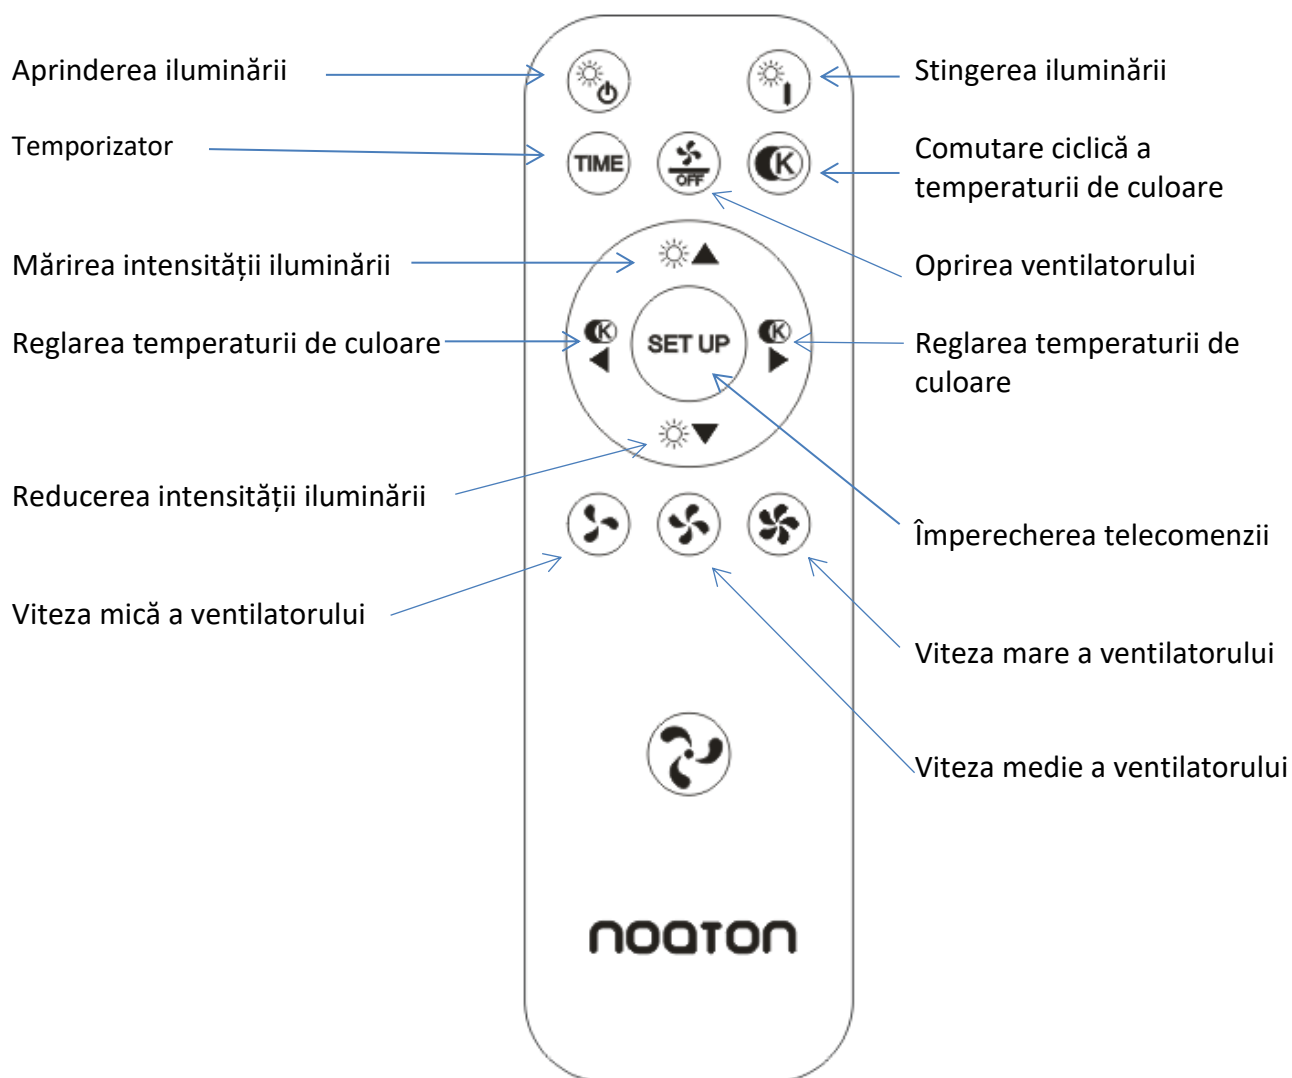 Aprinderea iluminării
Stingerea iluminării
Temporizator
TIME
OFF
K
Comutare ciclică a
temperaturii de culoare
Mărirea intensității iluminării
Oprirea ventilatorului
Reglarea temperaturii de culoare
K
SET UP
K
Reglarea temperaturii de
culoare
Reducerea intensității iluminării
Împerecherea telecomenzii
Viteza mică a ventilatorului
Viteza mare a ventilatorului
Viteza medie a ventilatorului
noaton